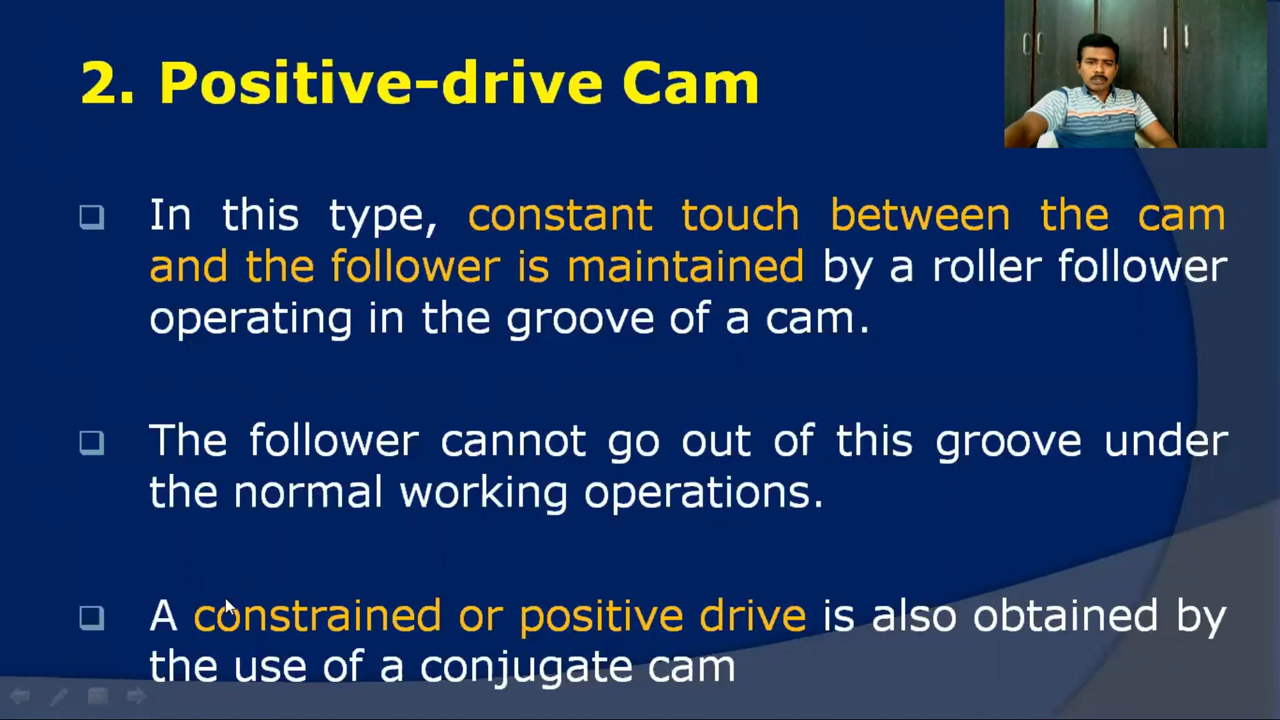 2. Positive-drive Cam
In this type, constant touch between the cam
and the follower is maintained by a roller follower
operating in the groove of a cam.
The follower cannot go out of this groove under
the normal working operations.
A constrained or positive drive is also obtained by
the use of a conjugate cam